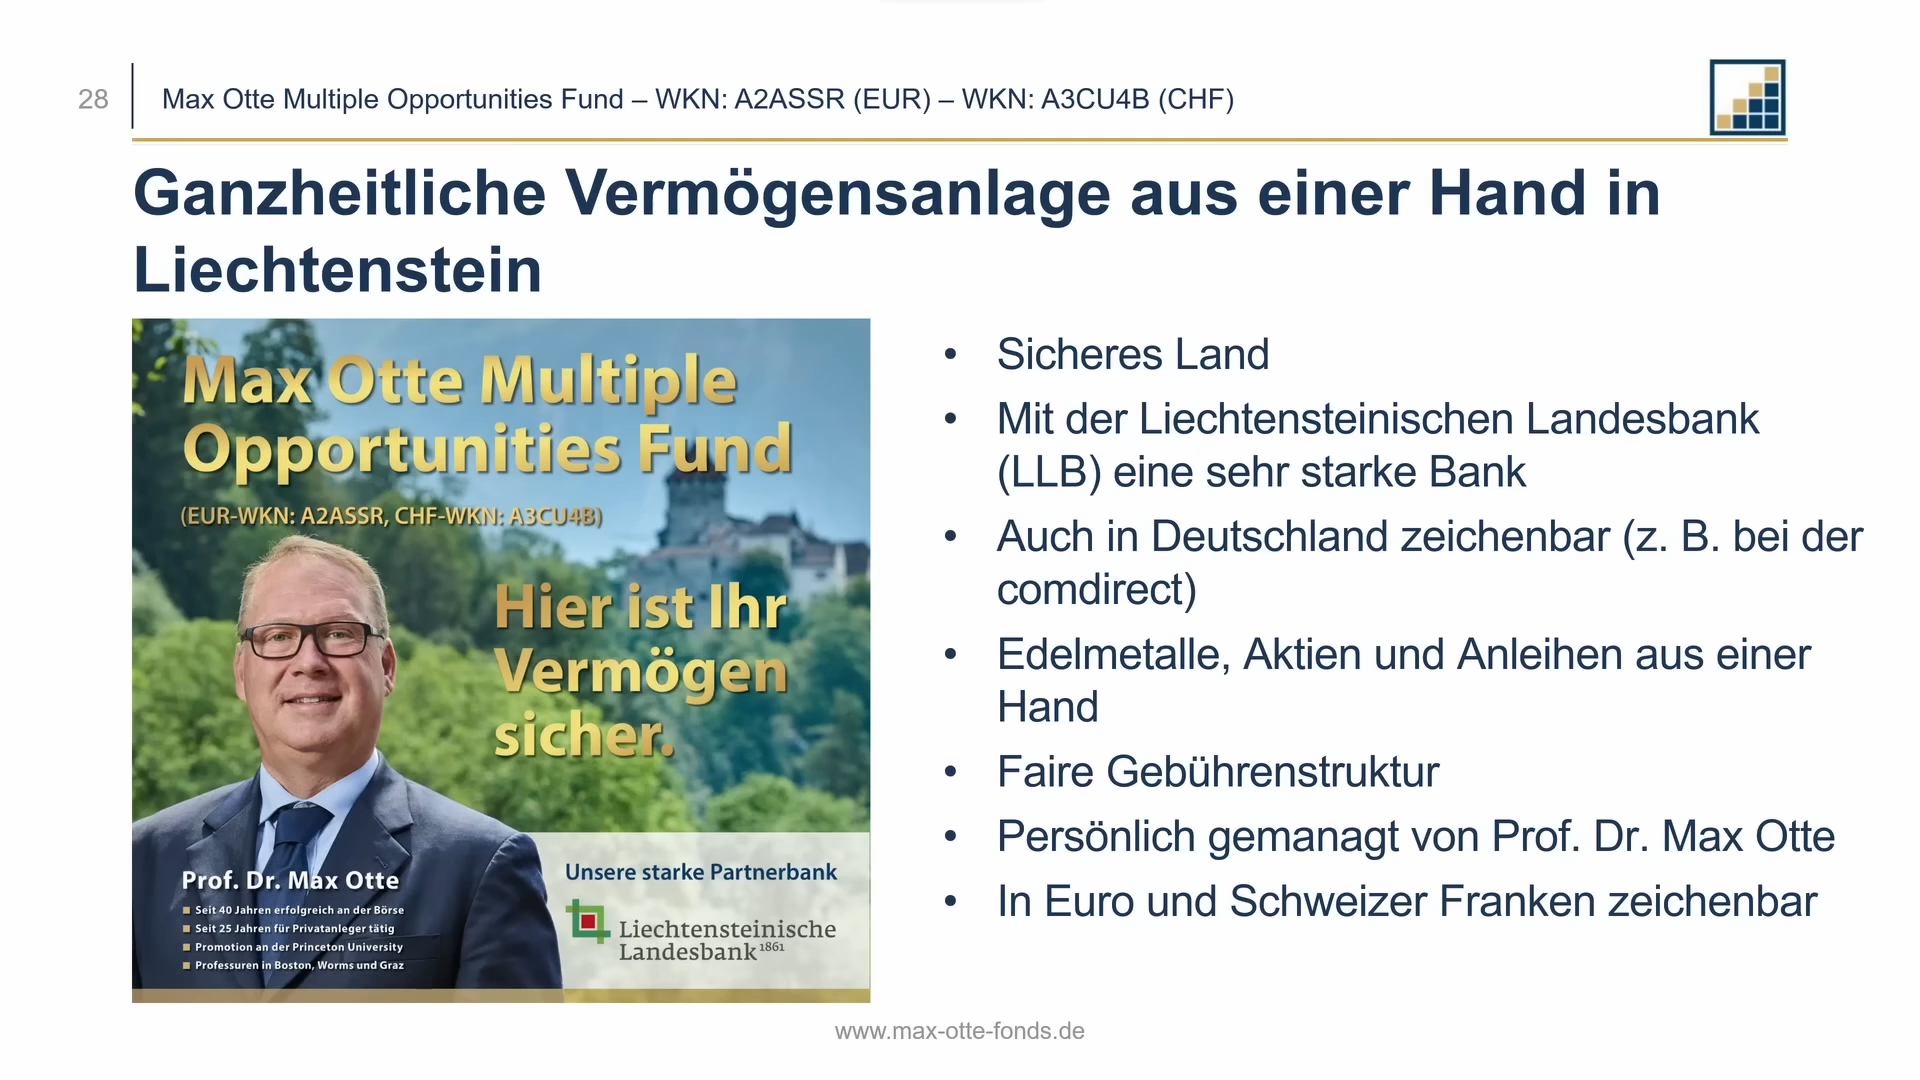 28
Max Otte Multiple Opportunities Fund – WKN: A2ASSR (EUR) – WKN: A3CU4B (CHF)
Ganzheitliche Vermögensanlage aus einer Hand in
Liechtenstein
Max Otte Multiple
Opportunities Fund
(EUR-WKN: A2ASSR, CHF-WKN: A3CU4B)
Hier ist Ihr
Vermögen
sicher.
Prof. Dr. Max Otte
Seit 40 Jahren erfolgreich an der Börse
Seit 25 Jahren für Privatanleger tätig
Promotion an der Princeton University
Professuren in Boston, Worms und Graz
Unsere starke Partnerbank
Liechtensteinische
Landesbank 1861
• Sicheres Land
• Mit der Liechtensteinischen Landesbank
(LLB) eine sehr starke Bank
• Auch in Deutschland zeichenbar (z. B. bei der
comdirect)
• Edelmetalle, Aktien und Anleihen aus einer
Hand
• Faire Gebührenstruktur
• Persönlich gemanagt von Prof. Dr. Max Otte
• In Euro und Schweizer Franken zeichenbar
www.max-otte-fonds.de